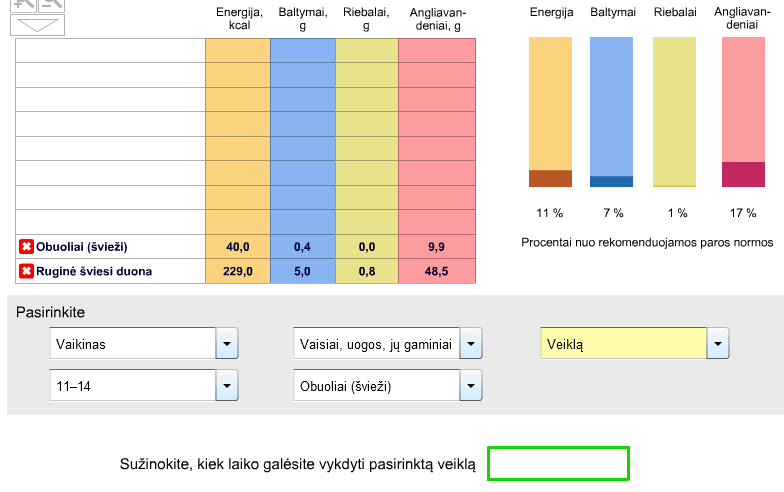 Energija, kcal Baltymai, g Riebalai, g Angliavan-deniai, g
Energija Baltymai Riebalai Angliavan-deniai
Obuoliai (švieži) 40,0 0,4 0,0 9,9
Ruginė šviesi duona 229,0 5,0 0,8 48,5
11 % 7 % 1 % 17 %
Procentai nuo rekomenduojamos paros normos
Pasirinkite
Vaikinas Vaisiai, uogos, jų gaminiai Veiklą
11–14 Obuoliai (švieži)
Sužinokite, kiek laiko galėsite vykdyti pasirinktą veiklą